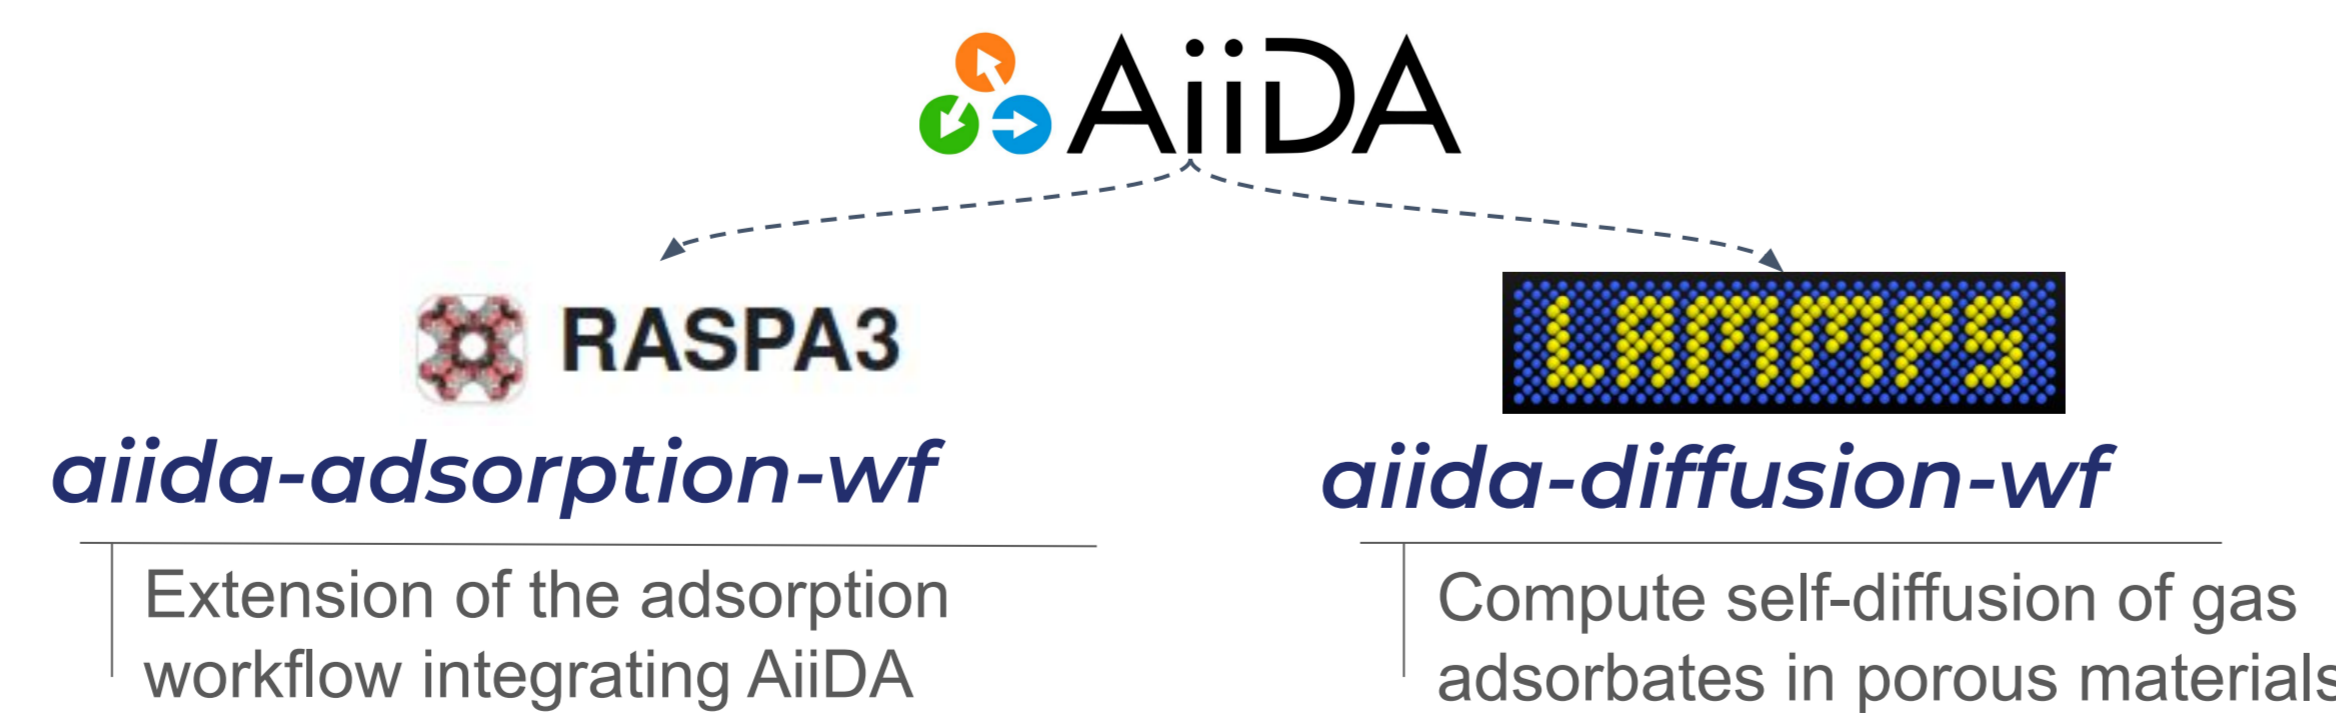 AiiDA
RASPA3
LAMMPS
aiida-adsorption-wf
aiida-diffusion-wf
Extension of the adsorption
workflow integrating AiiDA
Compute self-diffusion of gas
adsorbates in porous materials